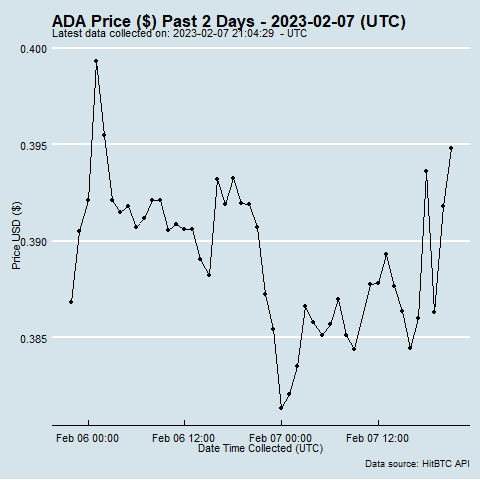 ADA Price ($) Past 2 Days - 2023-02-07 (UTC)
Latest data collected on: 2023-02-07 21:04:29 - UTC
0.400
0.395
0.390
0.385
Price USD ($)
Feb 06 00:00 Feb 06 12:00 Feb 07 00:00 Feb 07 12:00
Date Time Collected (UTC)
Data source: HitBTC API